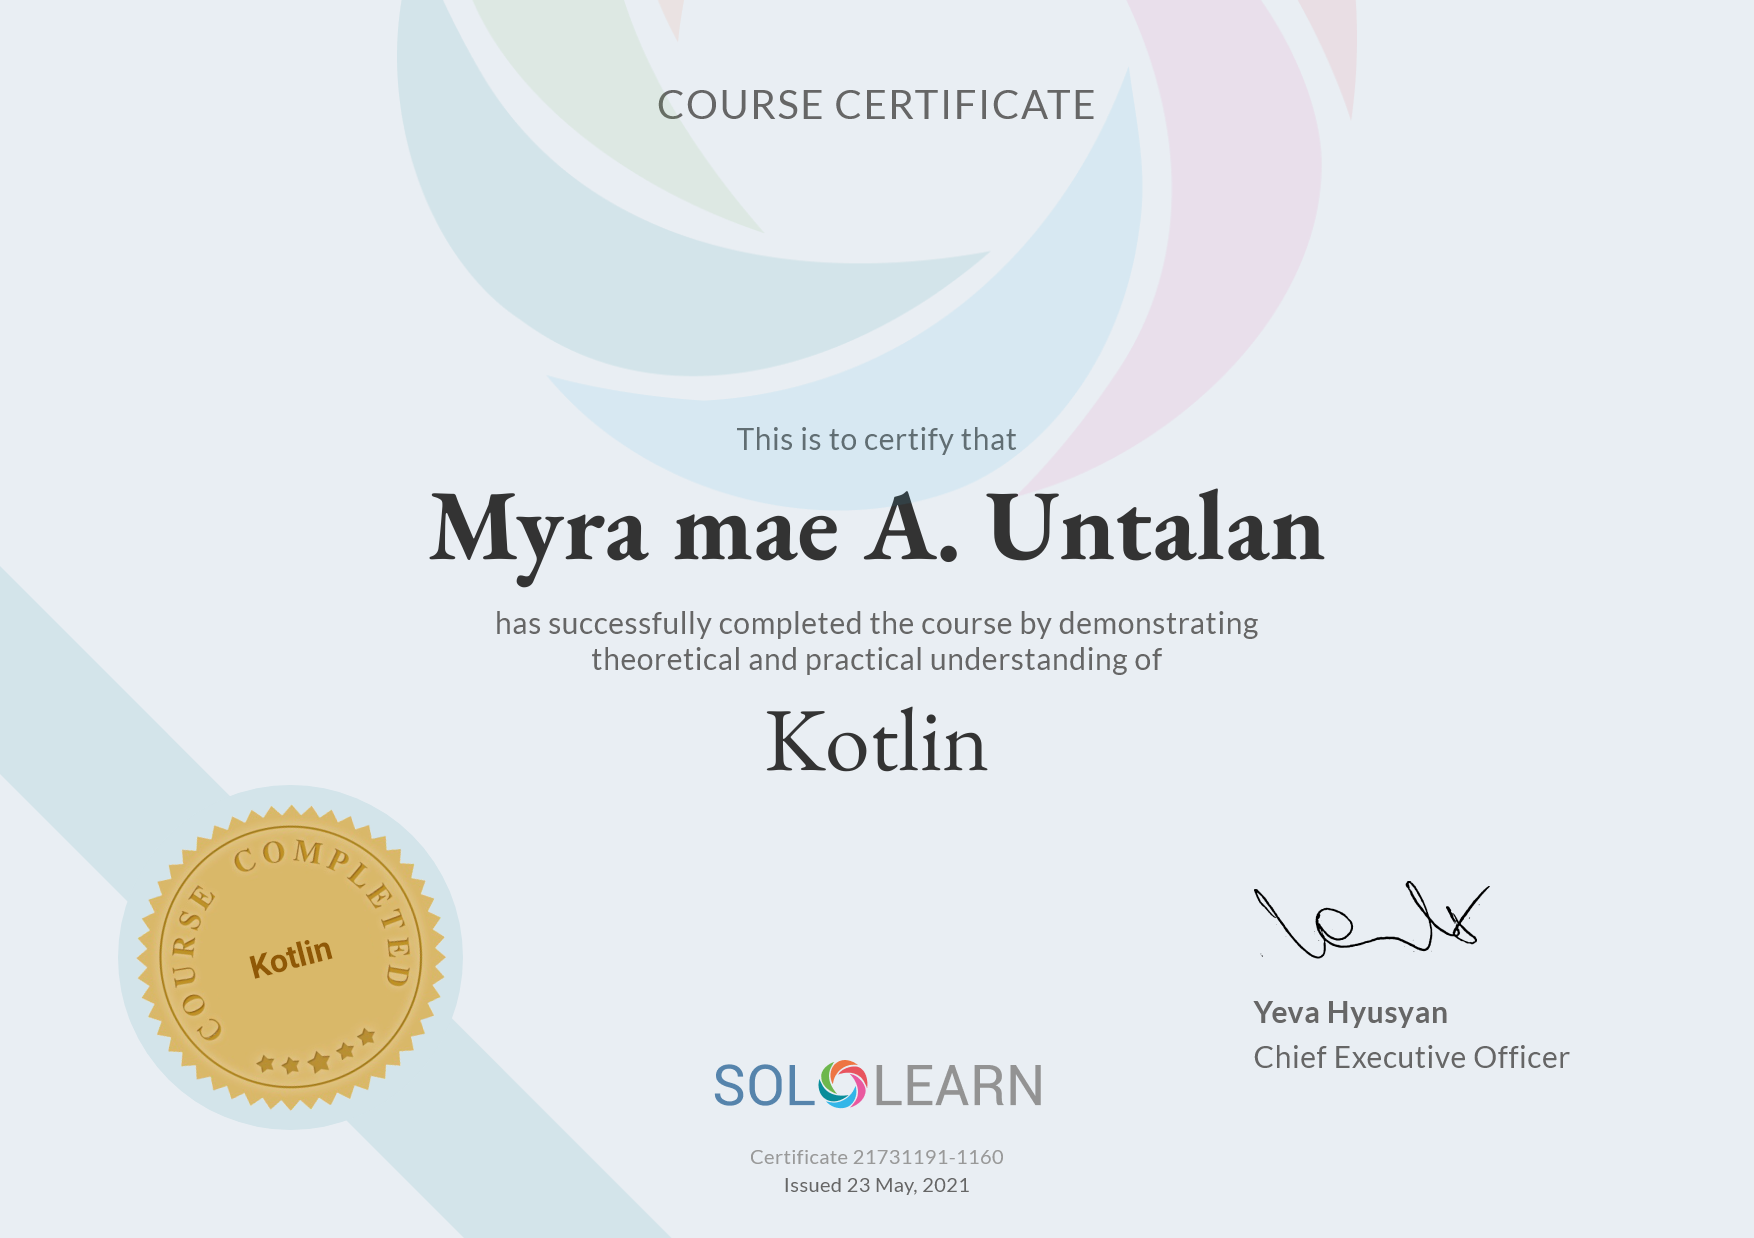 COURSE CERTIFICATE
This is to certify that
Myra mae A. Untalan
has successfully completed the course by demonstrating
theoretical and practical understanding of
Kotlin
COURSE COMPLETED
Kotlin
Yeva Hyusyan
Chief Executive Officer
SOLOLEARN
Certificate 21731191-1160
Issued 23 May, 2021